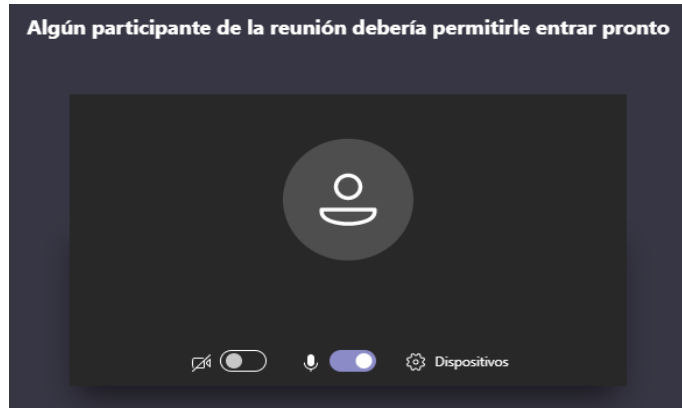 Algún participante de la reunión debería permitirle entrar pronto
Dispositivos